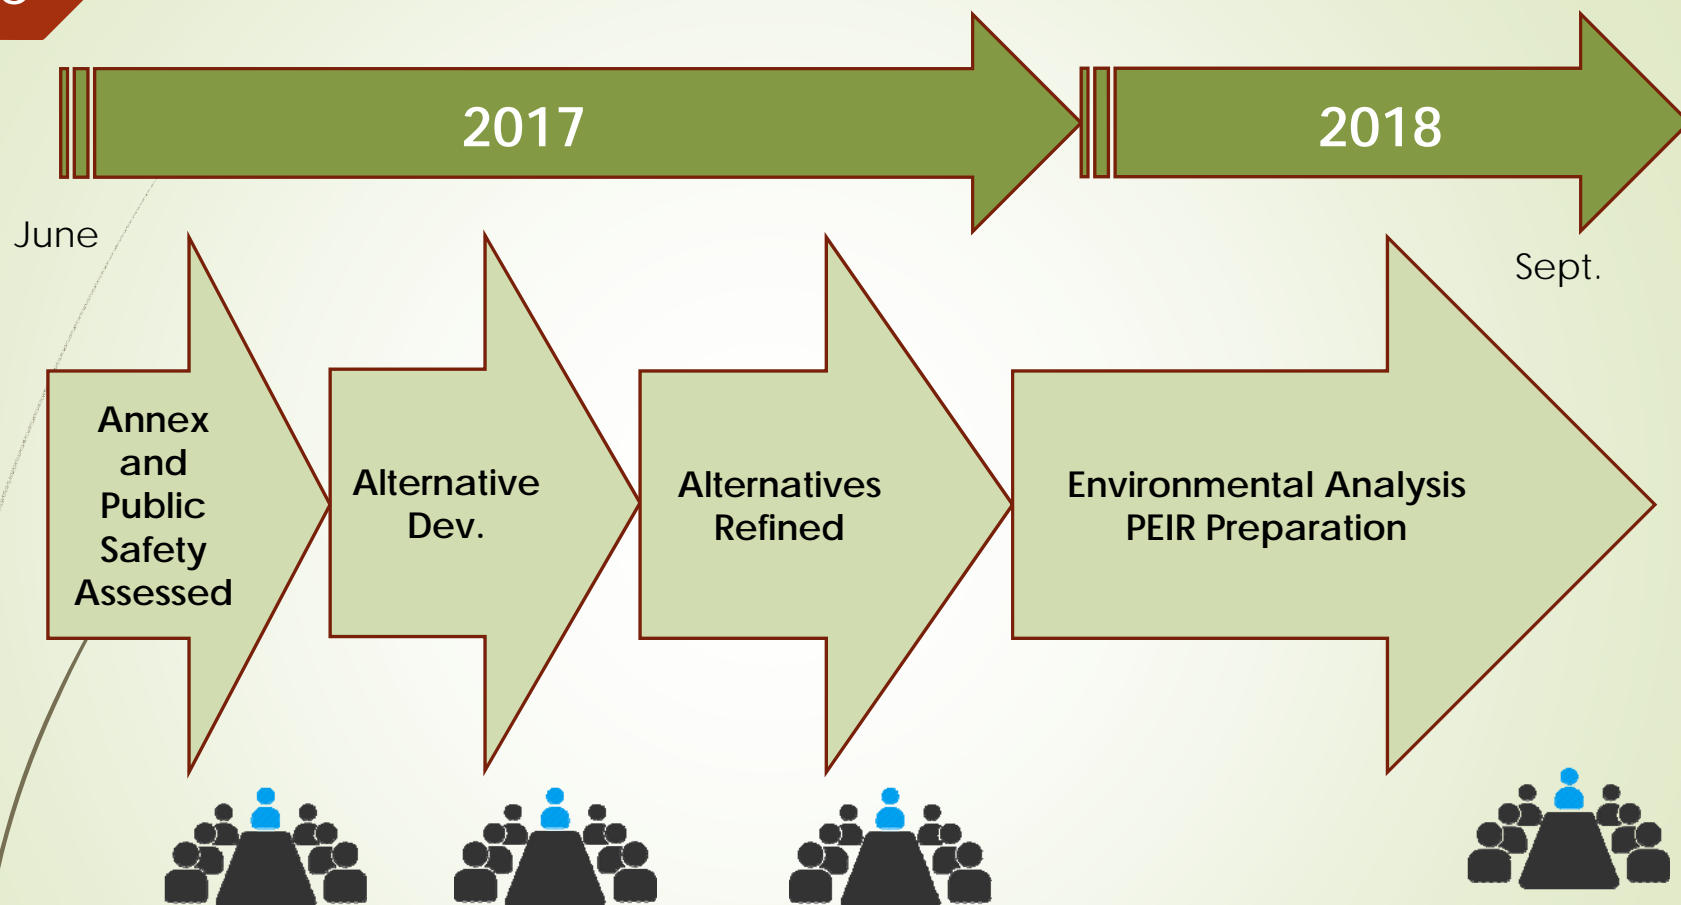 2017
2018
June
Sept.
Annex
and
Public
Safety
Assessed
Alternative
Dev.
Alternatives
Refined
Environmental Analysis
PEIR Preparation